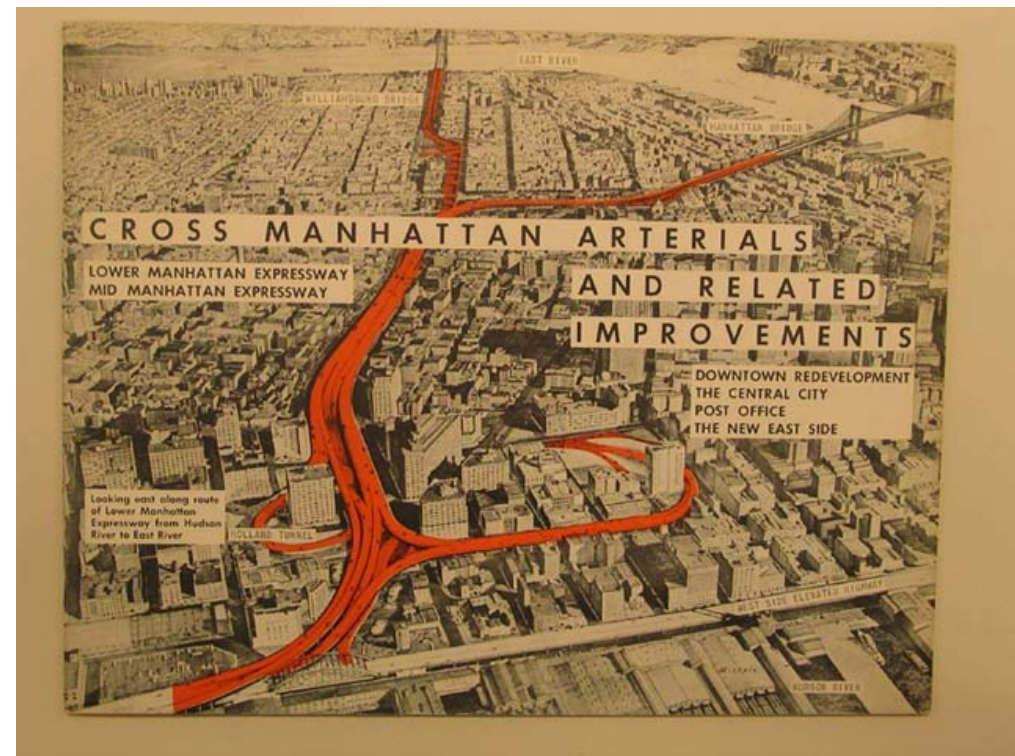 EAST RIVER
WILLIAMSBURG BRIDGE
MANHATTAN BRIDGE
CROSS MANHATTAN ARTERIALS
LOWER MANHATTAN EXPRESSWAY
MID MANHATTAN EXPRESSWAY
AND RELATED
IMPROVEMENTS
DOWNTOWN REDEVELOPMENT
THE CENTRAL CITY
POST OFFICE
THE NEW EAST SIDE
Looking east along route
of Lower Manhattan
Expressway from Hudson
River to East River
HOLLAND TUNNEL
WEST SIDE ELEVATED HIGHWAY
HUDSON RIVER